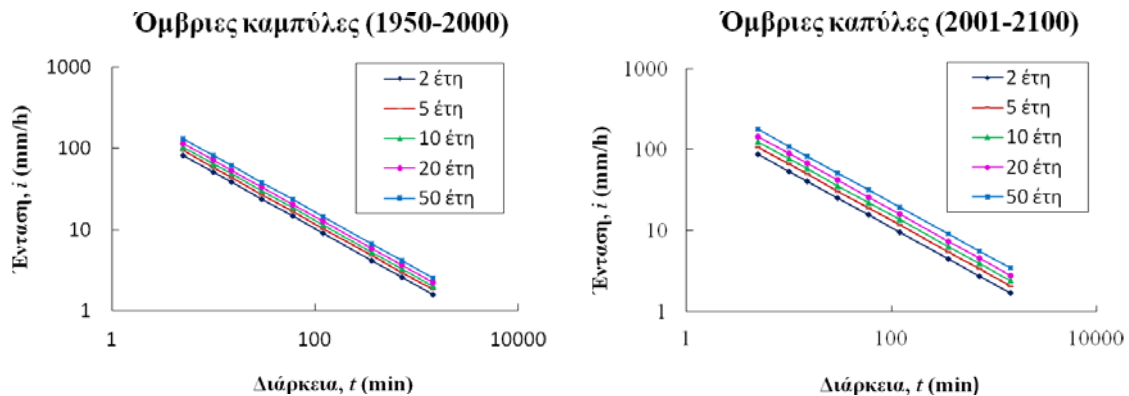 Όμβριες καμπύλες (1950-2000)
1000
100
10
1
1
100
10000
Ένταση, i (mm/h)
Διάρκεια, t (min)
2 έτη
5 έτη
10 έτη
20 έτη
50 έτη
Όμβριες καπύλες (2001-2100)
1000
100
10
1
1
100
10000
Ένταση, i (mm/h)
Διάρκεια, t (min)
2 έτη
5 έτη
10 έτη
20 έτη
50 έτη